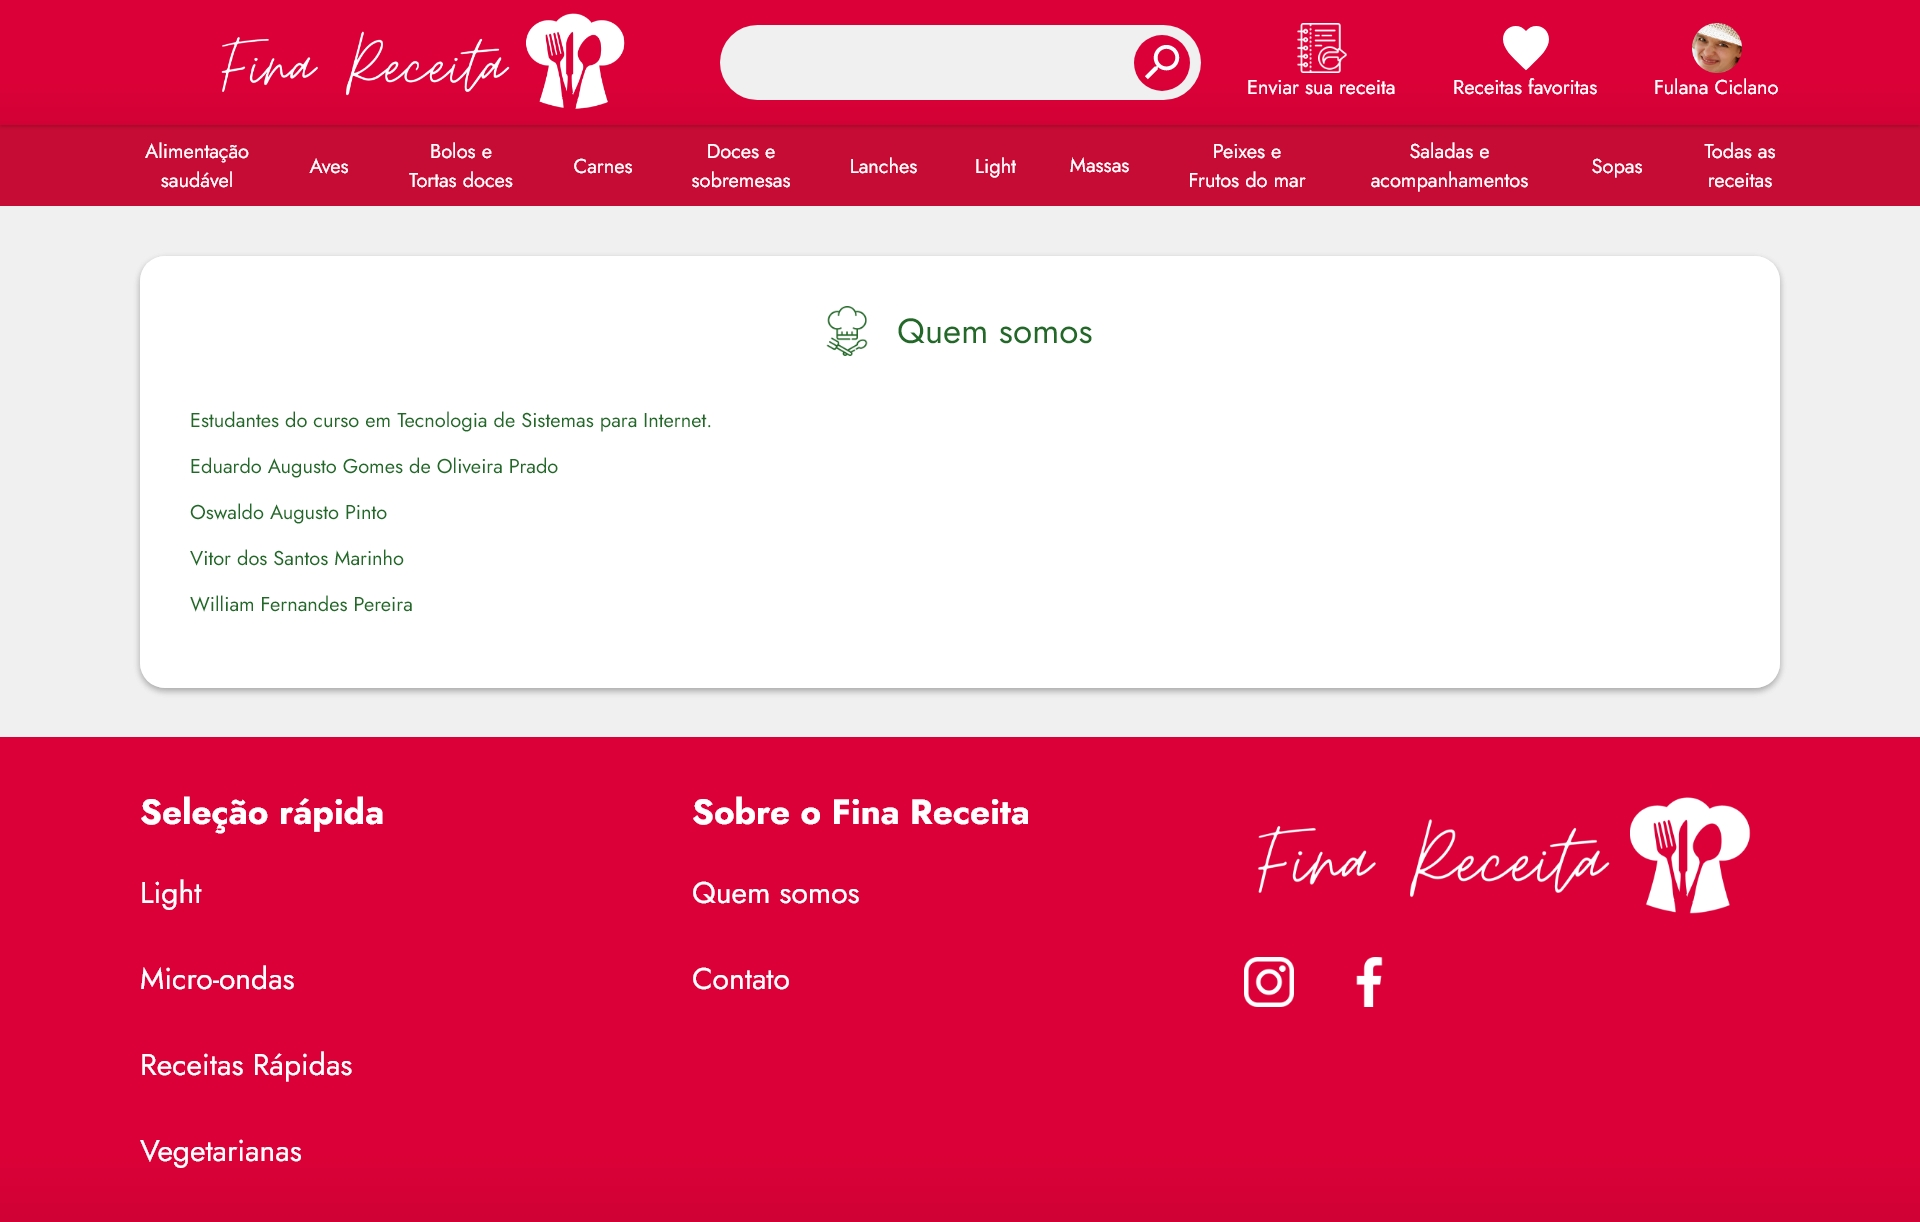 Fina Receita
Enviar sua receita
Receitas favoritas
Fulana Ciclano
Alimentação
saudável
Aves
Bolos e
Tortas doces
Carnes
Doces e
sobremesas
Lanches
Light
Massas
Peixes e
Frutos do mar
Saladas e
acompanhamentos
Sopas
Todas as
receitas
Quem somos
Estudantes do curso em Tecnologia de Sistemas para Internet.
Eduardo Augusto Gomes de Oliveira Prado
Oswaldo Augusto Pinto
Vitor dos Santos Marinho
William Fernandes Pereira
Seleção rápida
Light
Micro-ondas
Receitas Rápidas
Vegetarianas
Sobre o Fina Receita
Quem somos
Contato
Fina Receita